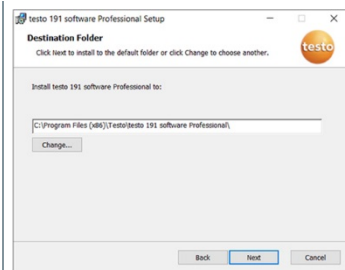 testo 191 software Professional Setup
Destination Folder
Click Next to install to the default folder or click Change to choose another.
testo
Install testo 191 software Professional to:
C:\Program Files (x86)\Testo\testo 191 software Professional\
Change...
Back
Next
Cancel